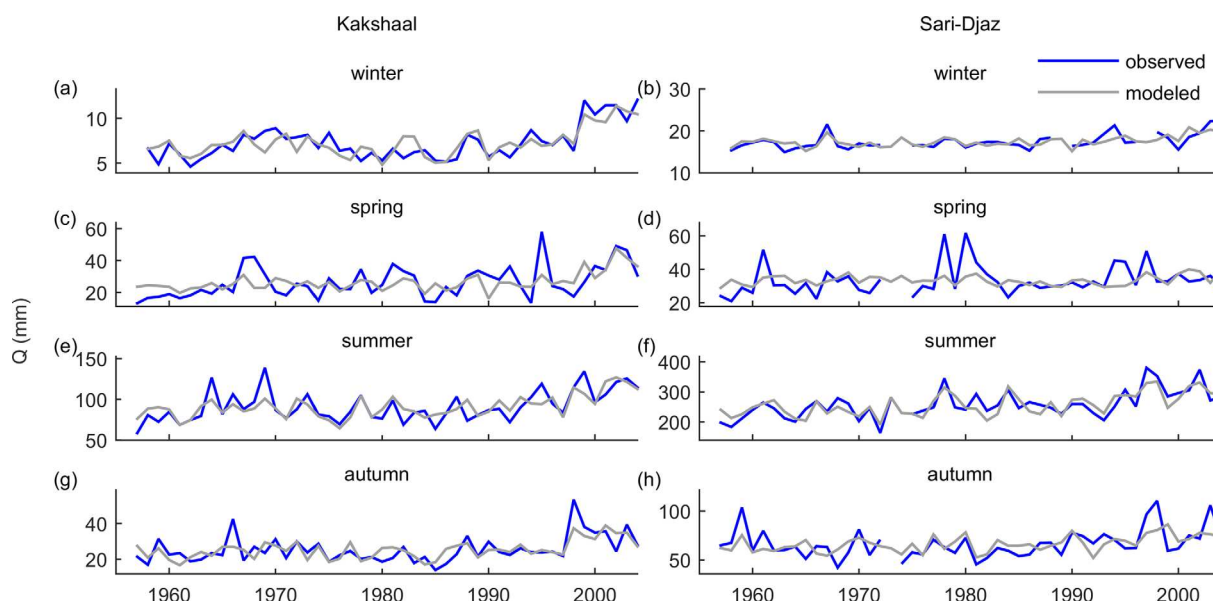 Kakshaal
Sari-Djaz
observed
modeled
(a)
winter
10
5
(b)
winter
30
20
10
(c)
spring
60
40
20
(d)
spring
60
40
20
Q (mm)
(e)
summer
150
100
50
(f)
summer
400
300
200
(g)
autumn
40
20
1960 1970 1980 1990 2000
(h)
autumn
100
50
1960 1970 1980 1990 2000